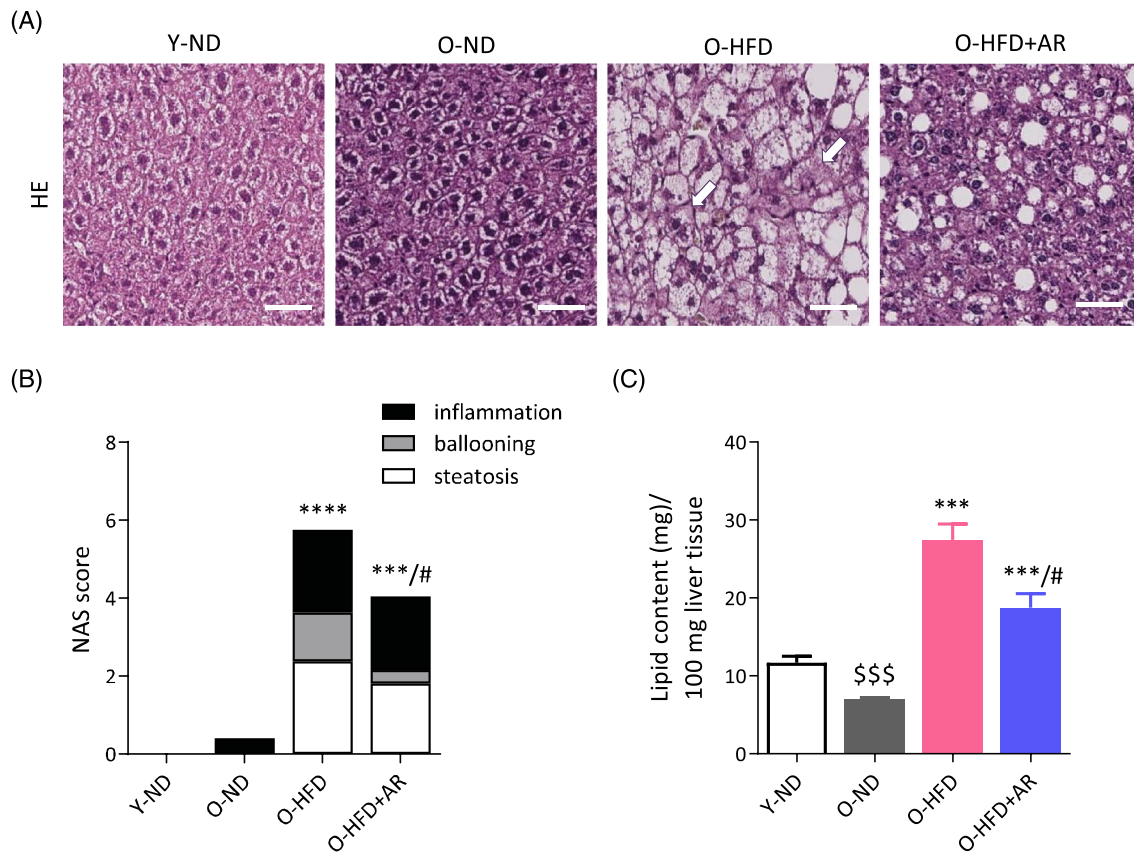 (A)
Y-ND
O-ND
O-HFD
O-HFD+AR
HE
(B)
inflammation
ballooning
steatosis
NAS score
8
6
4
2
0
****
***/#
Y-ND
O-ND
O-HFD
O-HFD+AR
(C)
Lipid content (mg)/
100 mg liver tissue
40
30
20
10
0
$$$
***
***/#
Y-ND
O-ND
O-HFD
O-HFD+AR